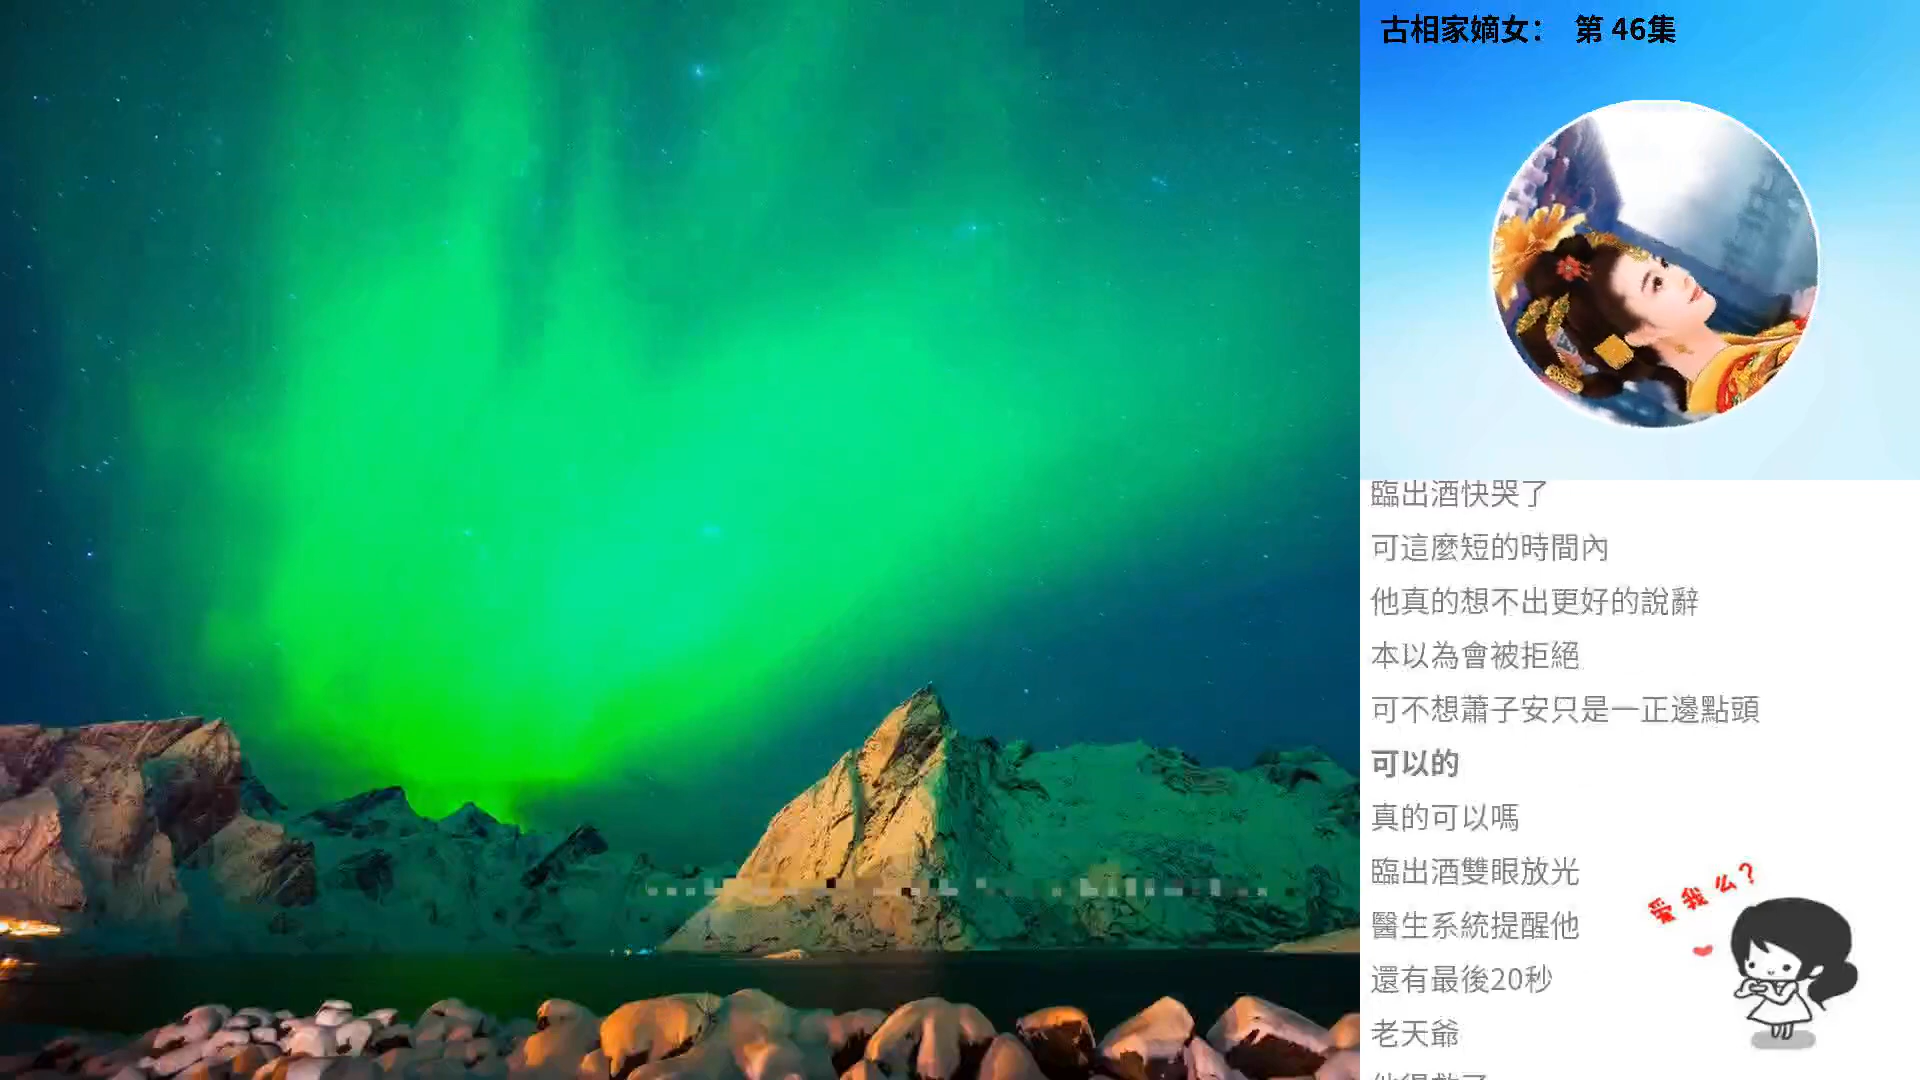 古相家嫡女： 第 46集
臨出酒快哭了
可這麼短的時間內
他真的想不出更好的說辭
本以為會被拒絕
可不想蕭子安只是一正邊點頭
可以的
真的可以嗎
臨出酒雙眼放光
醫生系統提醒他
還有最後20秒
老天爺
爱我么?